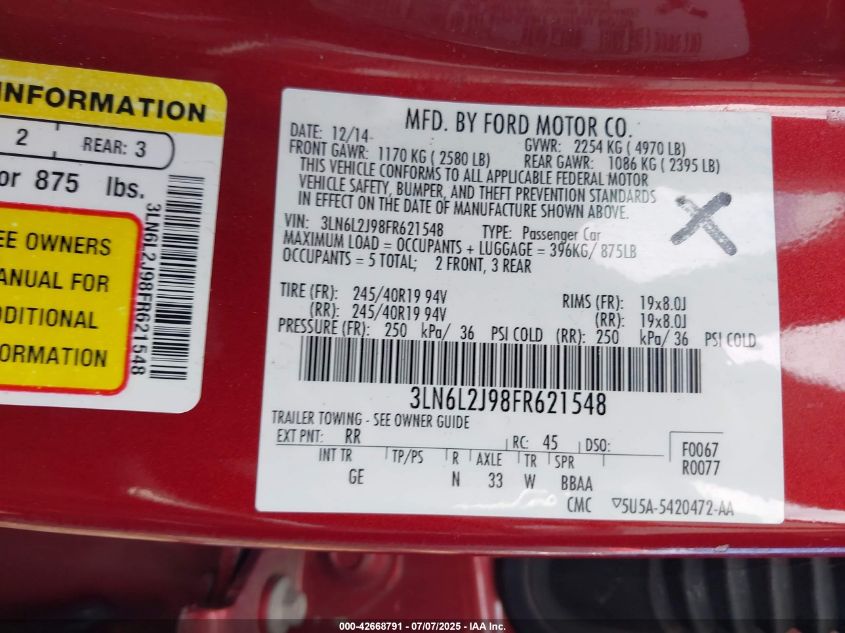 INFORMATION
2 REAR: 3
or 875 lbs.
EE OWNERS
ANUAL FOR
DDITIONAL
FORMATION
3LN6L2J98FR621548
MFD. BY FORD MOTOR CO.
DATE: 12/14
GVWR: 2254 KG ( 4970 LB)
FRONT GAWR: 1170 KG ( 2580 LB)
REAR GAWR: 1086 KG ( 2395 LB)
THIS VEHICLE CONFORMS TO ALL APPLICABLE FEDERAL MOTOR
VEHICLE SAFETY, BUMPER, AND THEFT PREVENTION STANDARDS
IN EFFECT ON THE DATE OF MANUFACTURE SHOWN ABOVE.
VIN: 3LN6L2J98FR621548 TYPE: Passenger Car
MAXIMUM LOAD = OCCUPANTS + LUGGAGE = 396KG/875LB
OCCUPANTS = 5 TOTAL; 2 FRONT, 3 REAR
TIRE (FR): 245/40R19 94V RIMS (FR): 19x8.0J
(RR): 245/40R19 94V (RR): 19x8.0J
PRESSURE (FR): 250 kPa/ 36 PSI COLD (RR): 250 kPa/ 36 PSI COLD
3LN6L2J98FR621548
TRAILER TOWING - SEE OWNER GUIDE
EXT PNT: RR RC: 45 DSO: F0067
R0077
INT TR TP/PS R AXLE TR SPR
GE N 33 W BBAA
CMC 5U5A-5420472-AA
000-42668791 - 07/07/2025 - IAA Inc.